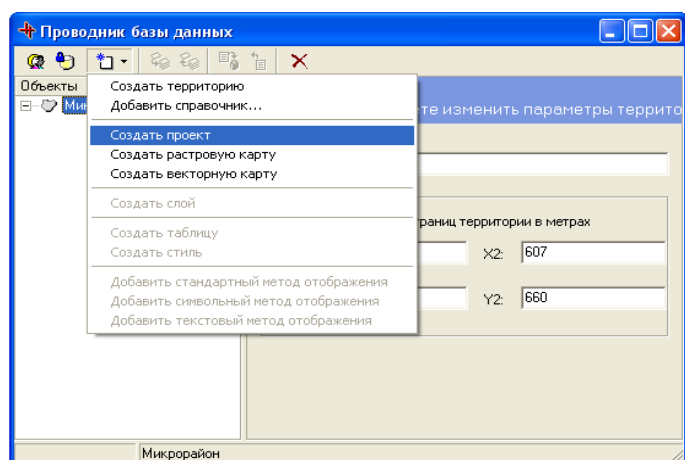 Проводник базы данных
Объекты
Создать территорию
Добавить справочник...
те изменить параметры террито
Создать проект
Создать растровую карту
Создать векторную карту
Создать слой
раниц территории в метрах
Создать таблицу
Создать стиль
X2: 607
Добавить стандартный метод отображения
Добавить символьный метод отображения
Y2: 660
Добавить текстовый метод отображения
Микрорайон